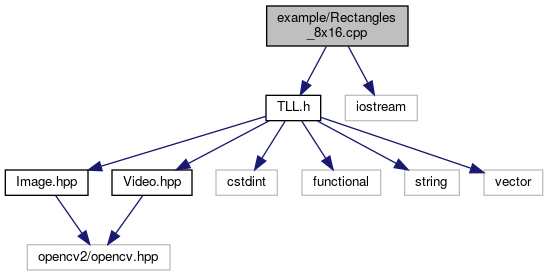 example/Rectangles
_8x16.cpp
TLL.h
iostream
Image.hpp
Video.hpp
cstdint
functional
string
vector
opencv2/opencv.hpp